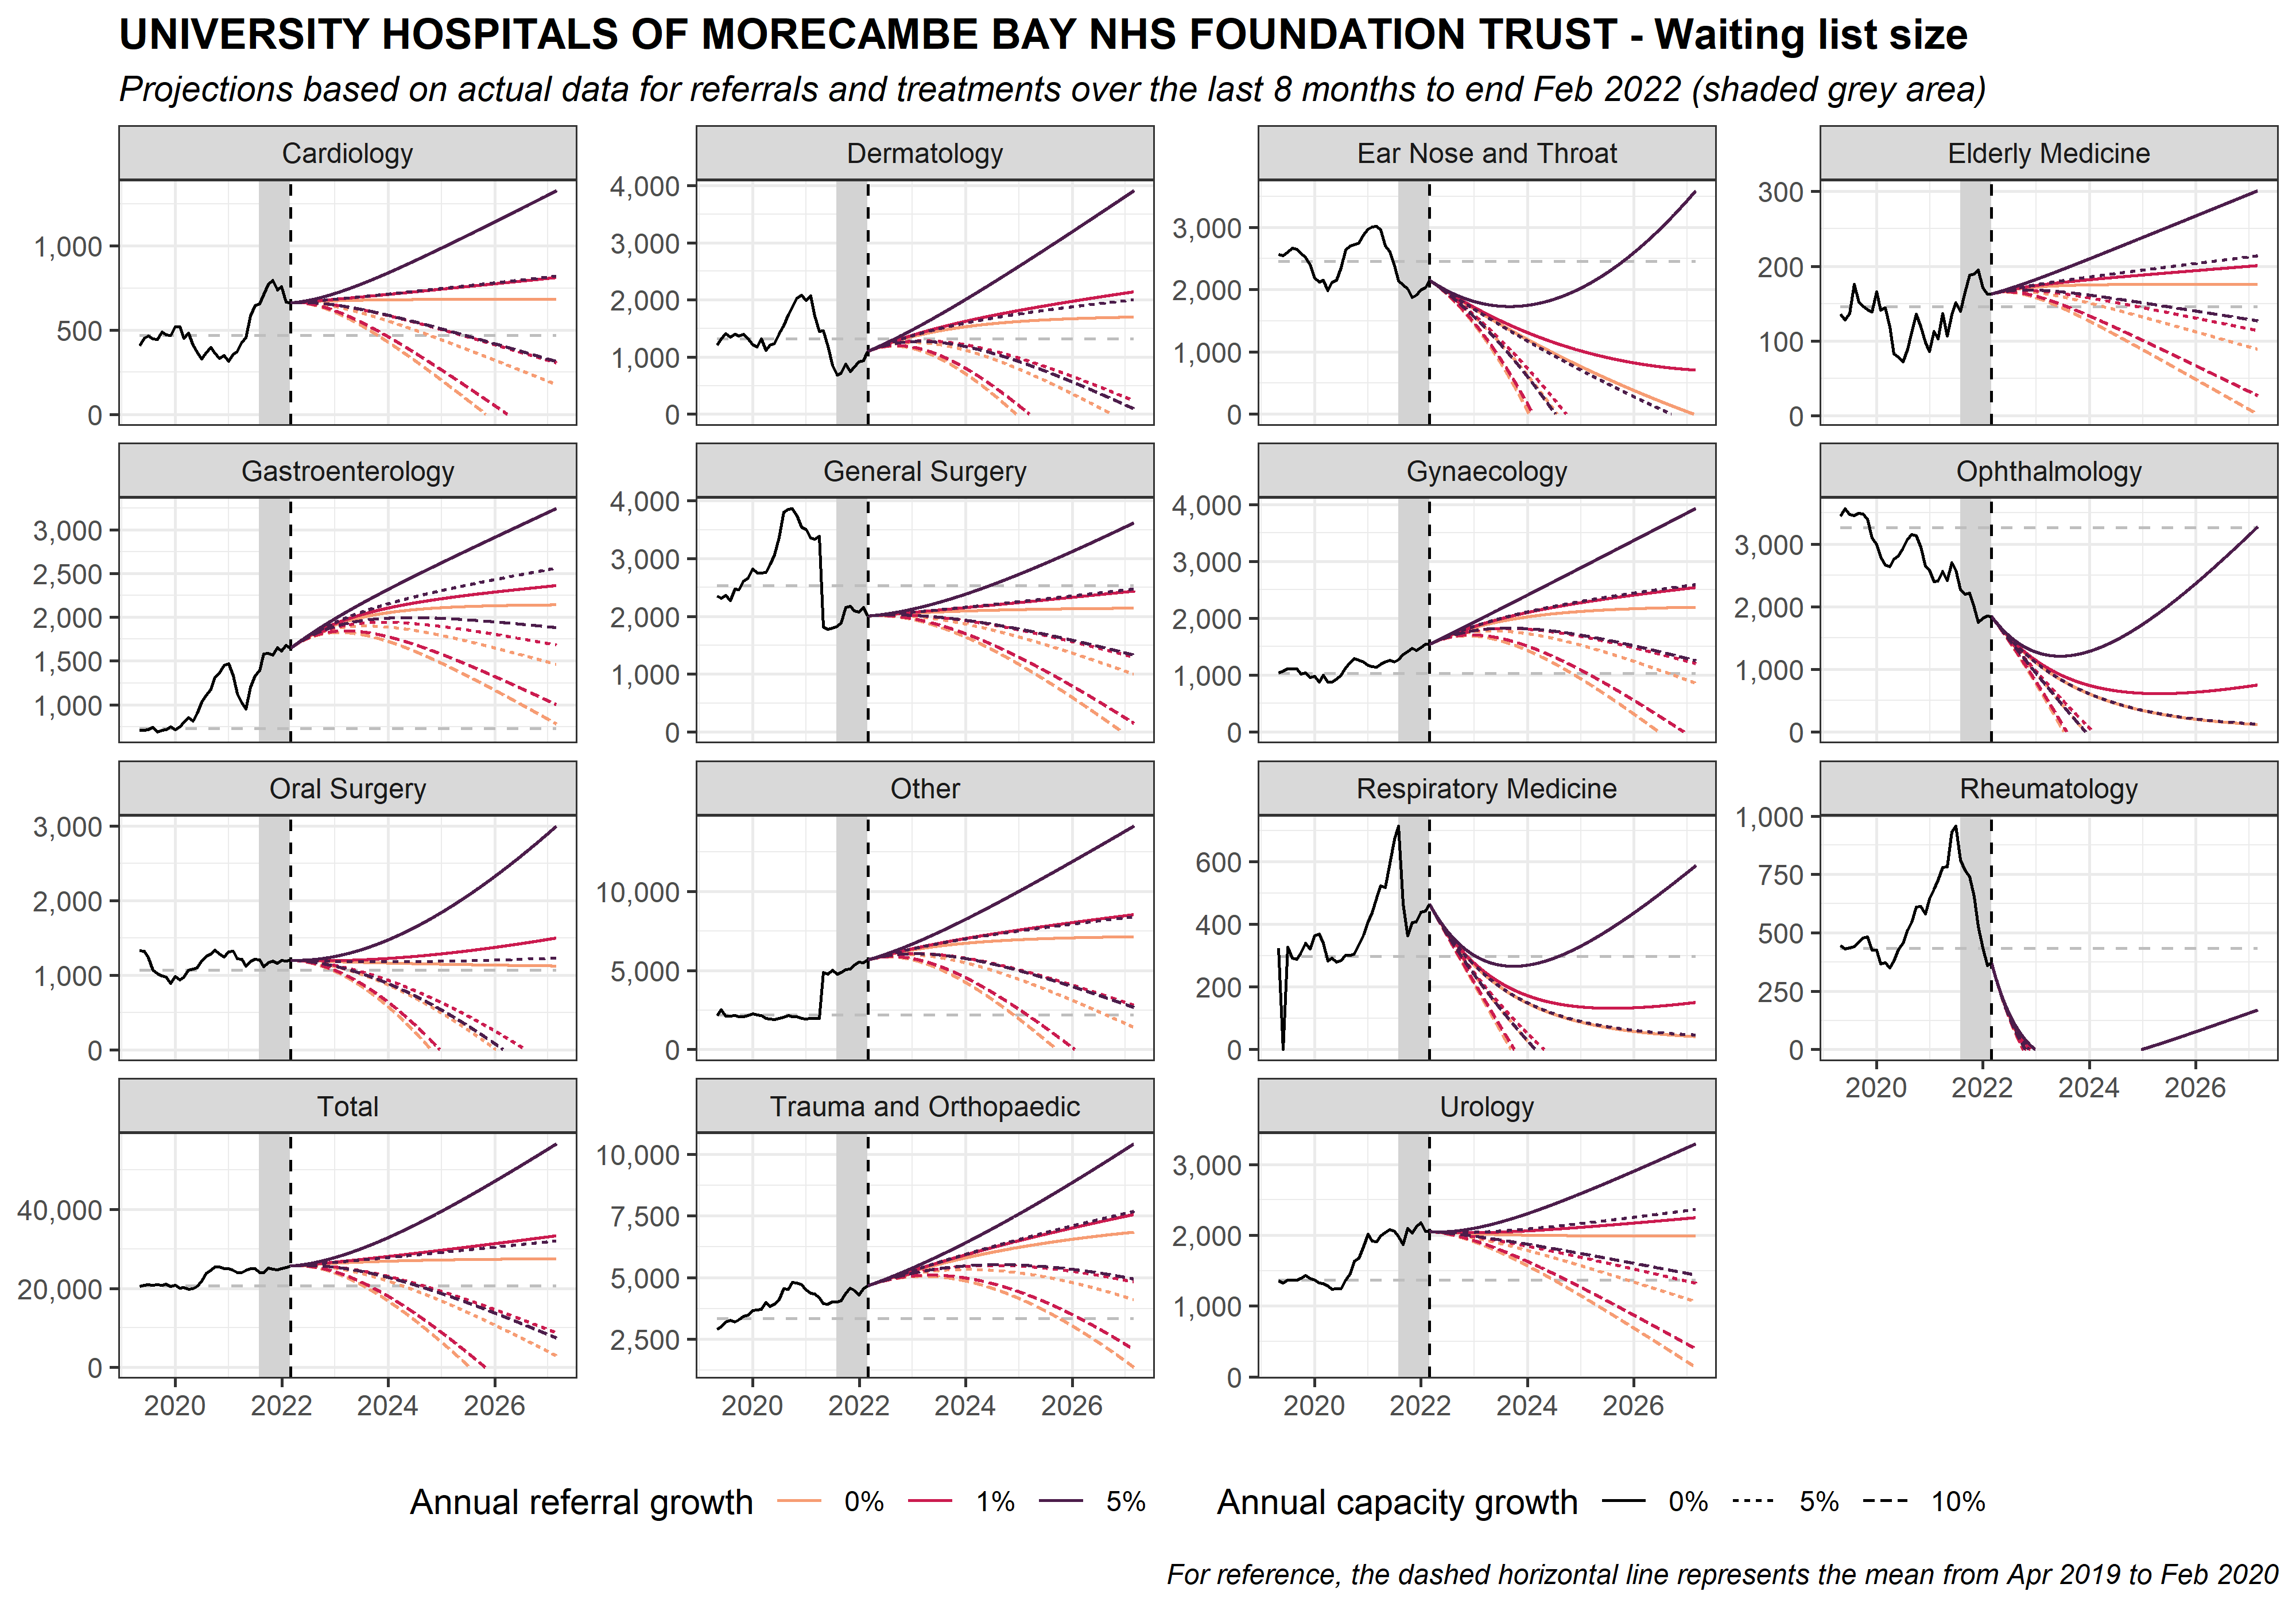 UNIVERSITY HOSPITALS OF MORECAMBE BAY NHS FOUNDATION TRUST - Waiting list size
Projections based on actual data for referrals and treatments over the last 8 months to end Feb 2022 (shaded grey area)
Cardiology
1,000
500
0
Dermatology
4,000
3,000
2,000
1,000
0
Ear Nose and Throat
3,000
2,000
1,000
0
Elderly Medicine
300
200
100
0
Gastroenterology
3,000
2,500
2,000
1,500
1,000
General Surgery
4,000
3,000
2,000
1,000
0
Gynaecology
4,000
3,000
2,000
1,000
0
Ophthalmology
3,000
2,000
1,000
0
Oral Surgery
3,000
2,000
1,000
0
Other
10,000
5,000
0
Respiratory Medicine
600
400
200
0
Rheumatology
1,000
750
500
250
0
2020 2022 2024 2026
Total
40,000
20,000
0
2020 2022 2024 2026
Trauma and Orthopaedic
10,000
7,500
5,000
2,500
2020 2022 2024 2026
Urology
3,000
2,000
1,000
0
2020 2022 2024 2026
Annual referral growth 0% 1% 5% Annual capacity growth 0% 5% 10%
For reference, the dashed horizontal line represents the mean from Apr 2019 to Feb 2020